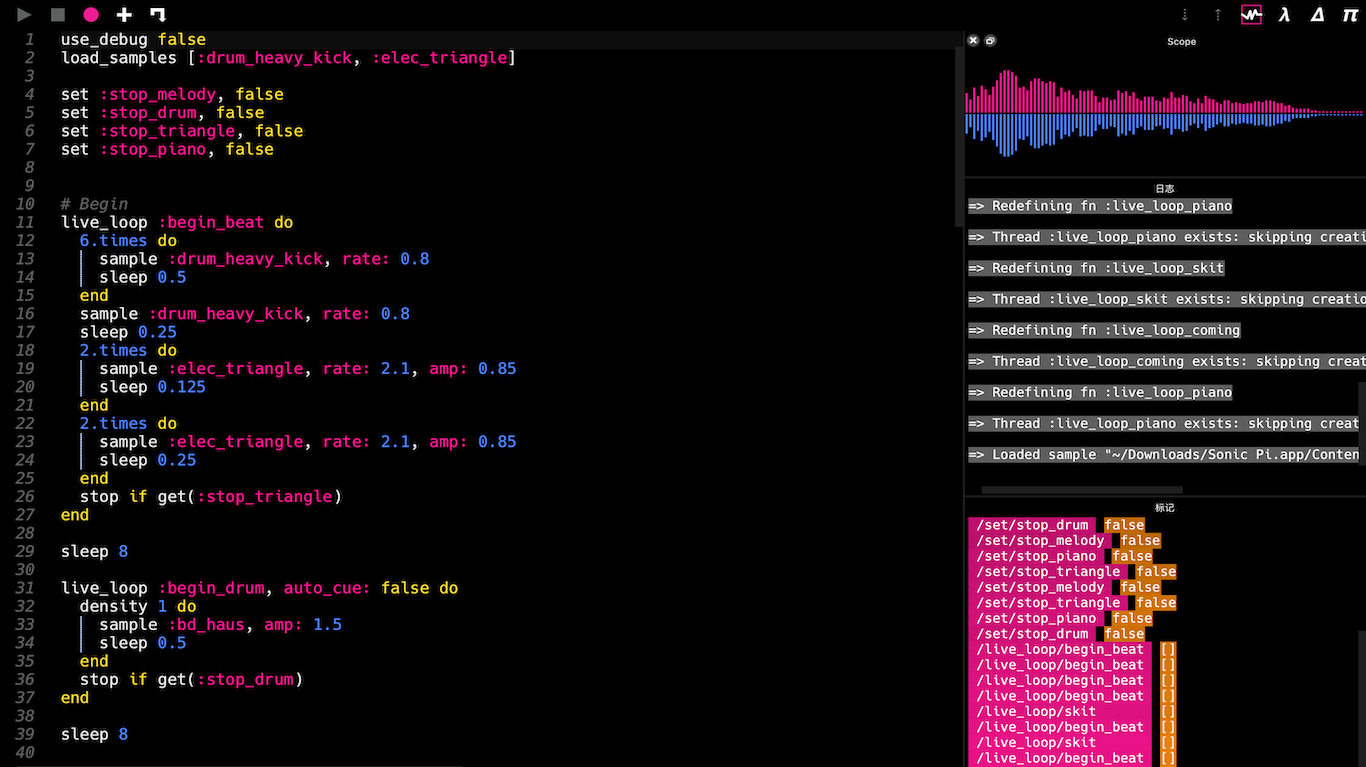 λ Δ π
1 use_debug false
2 load_samples [:drum_heavy_kick, :elec_triangle]
3
4 set :stop_melody, false
5 set :stop_drum, false
6 set :stop_triangle, false
7 set :stop_piano, false
8
9
10 # Begin
11 live_loop :begin_beat do
12 6.times do
13 sample :drum_heavy_kick, rate: 0.8
14 sleep 0.5
15 end
16 sample :drum_heavy_kick, rate: 0.8
17 sleep 0.25
18 2.times do
19 sample :elec_triangle, rate: 2.1, amp: 0.85
20 sleep 0.125
21 end
22 2.times do
23 sample :elec_triangle, rate: 2.1, amp: 0.85
24 sleep 0.25
25 end
26 stop if get(:stop_triangle)
27 end
28
29 sleep 8
30
31 live_loop :begin_drum, auto_cue: false do
32 density 1 do
33 sample :bd_haus, amp: 1.5
34 sleep 0.5
35 end
36 stop if get(:stop_drum)
37 end
38
39 sleep 8
40
Scope
日志
=> Redefining fn :live_loop_piano
=> Thread :live_loop_piano exists: skipping creati
=> Redefining fn :live_loop_skit
=> Thread :live_loop_skit exists: skipping creatio
=> Redefining fn :live_loop_coming
=> Thread :live_loop_coming exists: skipping creat
=> Redefining fn :live_loop_piano
=> Thread :live_loop_piano exists: skipping creat
=> Loaded sample "~/Downloads/Sonic Pi.app/Conten
标记
/set/stop_drum false
/set/stop_melody false
/set/stop_piano false
/set/stop_triangle false
/set/stop_melody false
/set/stop_triangle false
/set/stop_piano false
/set/stop_drum false
/live_loop/begin_beat []
/live_loop/begin_beat []
/live_loop/begin_beat []
/live_loop/begin_beat []
/live_loop/skit []
/live_loop/begin_beat []
/live_loop/skit []
/live_loop/begin_beat []